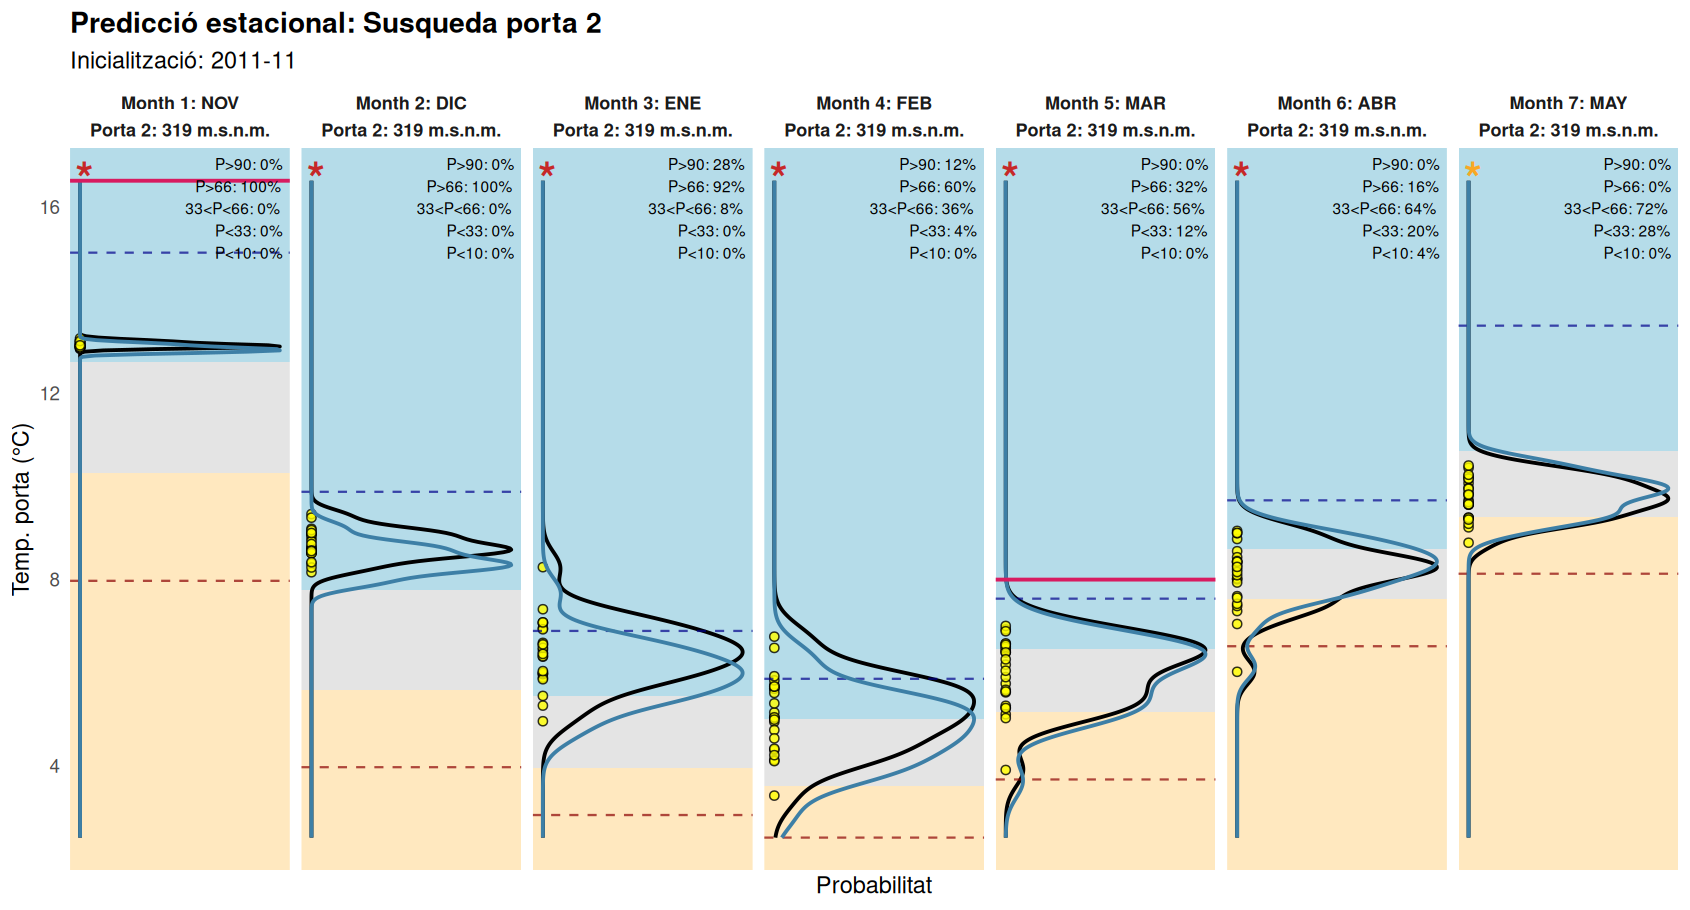 Predicció estacional: Susqueda porta 2
Inicialització: 2011-11
Month 1: NOV
Porta 2: 319 m.s.n.m.
Month 2: DIC
Porta 2: 319 m.s.n.m.
Month 3: ENE
Porta 2: 319 m.s.n.m.
Month 4: FEB
Porta 2: 319 m.s.n.m.
Month 5: MAR
Porta 2: 319 m.s.n.m.
Month 6: ABR
Porta 2: 319 m.s.n.m.
Month 7: MAY
Porta 2: 319 m.s.n.m.
*
P>90: 0%
P>66: 100%
33<P<66: 0%
P<33: 0%
P<10: 0%
*
P>90: 0%
P>66: 100%
33<P<66: 0%
P<33: 0%
P<10: 0%
*
P>90: 28%
P>66: 92%
33<P<66: 8%
P<33: 0%
P<10: 0%
*
P>90: 12%
P>66: 60%
33<P<66: 36%
P<33: 4%
P<10: 0%
*
P>90: 0%
P>66: 32%
33<P<66: 56%
P<33: 12%
P<10: 0%
*
P>90: 0%
P>66: 16%
33<P<66: 64%
P<33: 20%
P<10: 4%
*
P>90: 0%
P>66: 0%
33<P<66: 72%
P<33: 28%
P<10: 0%
16
12
8
4
Temp. porta (°C)
Probabilitat